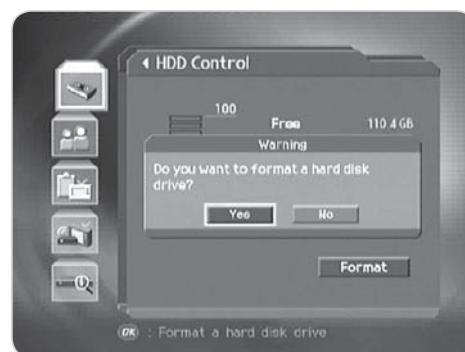 HDD Control
100
Free 110.4 GB
Warning
Do you want to format a hard disk
drive?
Yes No
Format
OK : Format a hard disk drive